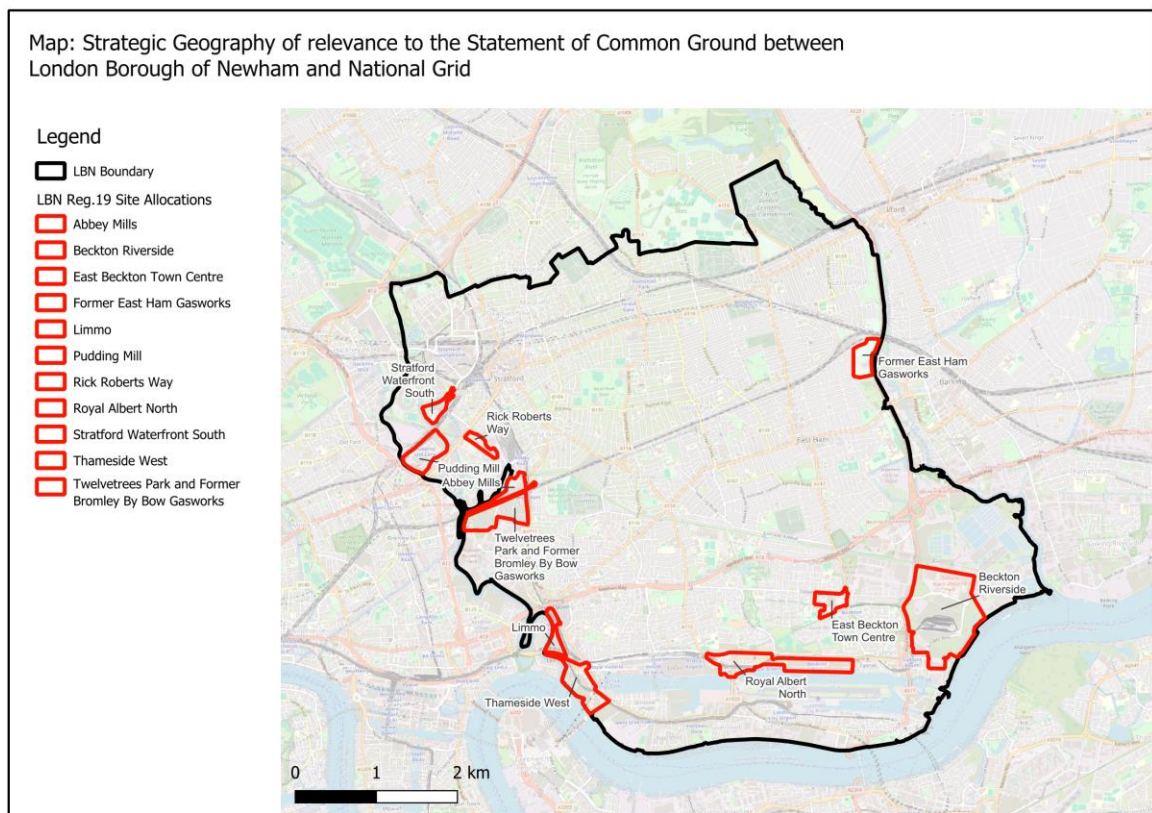 Map: Strategic Geography of relevance to the Statement of Common Ground between
London Borough of Newham and National Grid
Legend
LBN Boundary
LBN Reg.19 Site Allocations
Abbey Mills
Beckton Riverside
East Beckton Town Centre
Former East Ham Gasworks
Limmo
Pudding Mill
Rick Roberts Way
Royal Albert North
Stratford Waterfront South
Thameside West
Twelvetrees Park and Former
Bromley By Bow Gasworks
Ilford
Former East Ham
Gasworks
Barking
Stratford
Waterfront
South
Stratford
Rick Roberts
Way
East Ham
Pudding Mill
Abbey Mills
Twelvetrees
Park and Former
Bromley By Bow
Gasworks
Beckton
Riverside
East Beckton
Town Centre
Limmo
Royal Albert
North
Thameside West
0 1 2 km